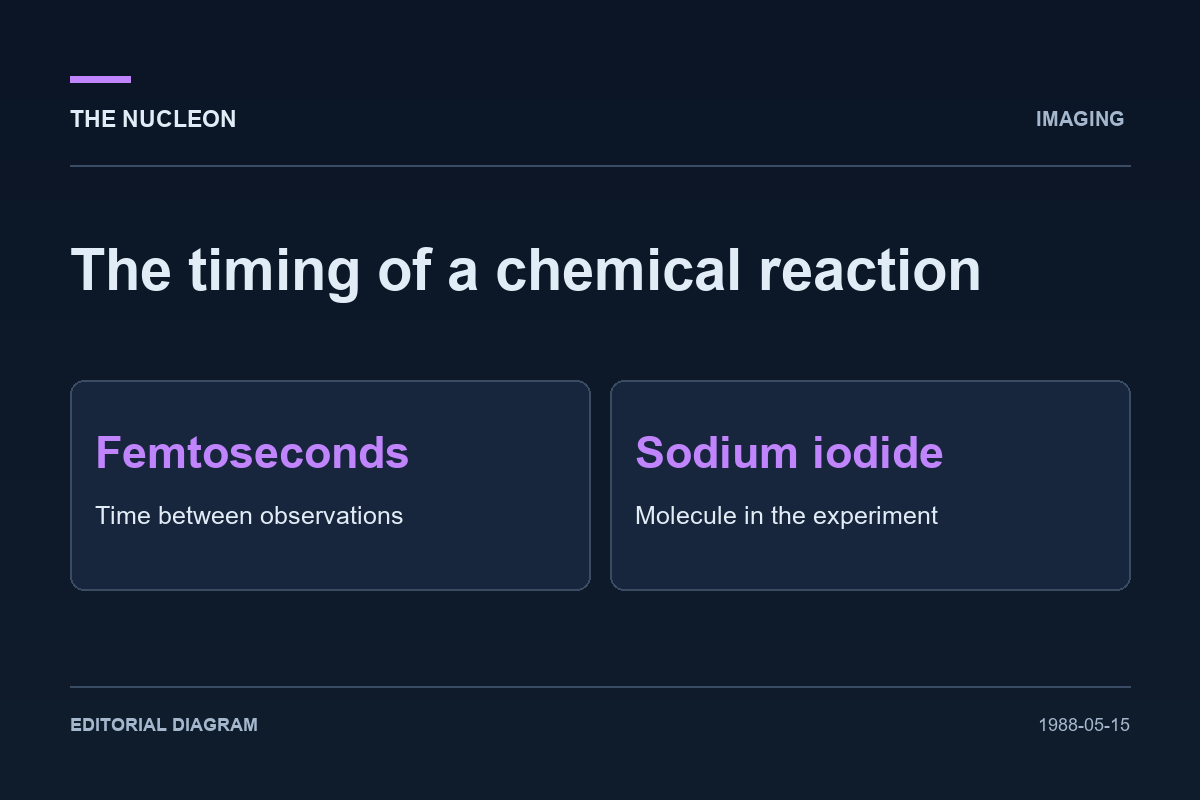 THE NUCLEON
IMAGING
The timing of a chemical reaction
Femtoseconds
Time between observations
Sodium iodide
Molecule in the experiment
EDITORIAL DIAGRAM
1988-05-15